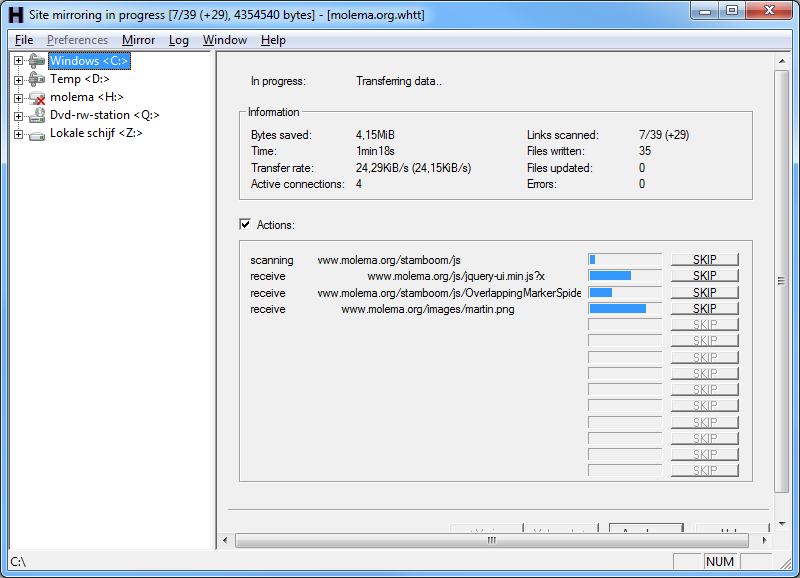 Site mirroring in progress [7/39 (+29), 4354540 bytes] - [molema.org.whtt]
File Preferences Mirror Log Window Help
Windows <C:>
Temp <D:>
molema <H:>
Dvd-rw-station <Q:>
Lokale schijf <Z:>
In progress: Transferring data..
Information
Bytes saved: 4,15MiB Links scanned: 7/39 (+29)
Time: 1min18s Files written: 35
Transfer rate: 24,29KiB/s (24,15KiB/s) Files updated: 0
Active connections: 4 Errors: 0
Actions:
scanning www.molema.org/stamboom/js SKIP
receive www.molema.org/js/jquery-ui.min.js?x SKIP
receive www.molema.org/stamboom/js/OverlappingMarkerSpide SKIP
receive www.molema.org/images/martin.png SKIP
SKIP
SKIP
SKIP
SKIP
SKIP
SKIP
SKIP
SKIP
SKIP
SKIP
C:\ NUM